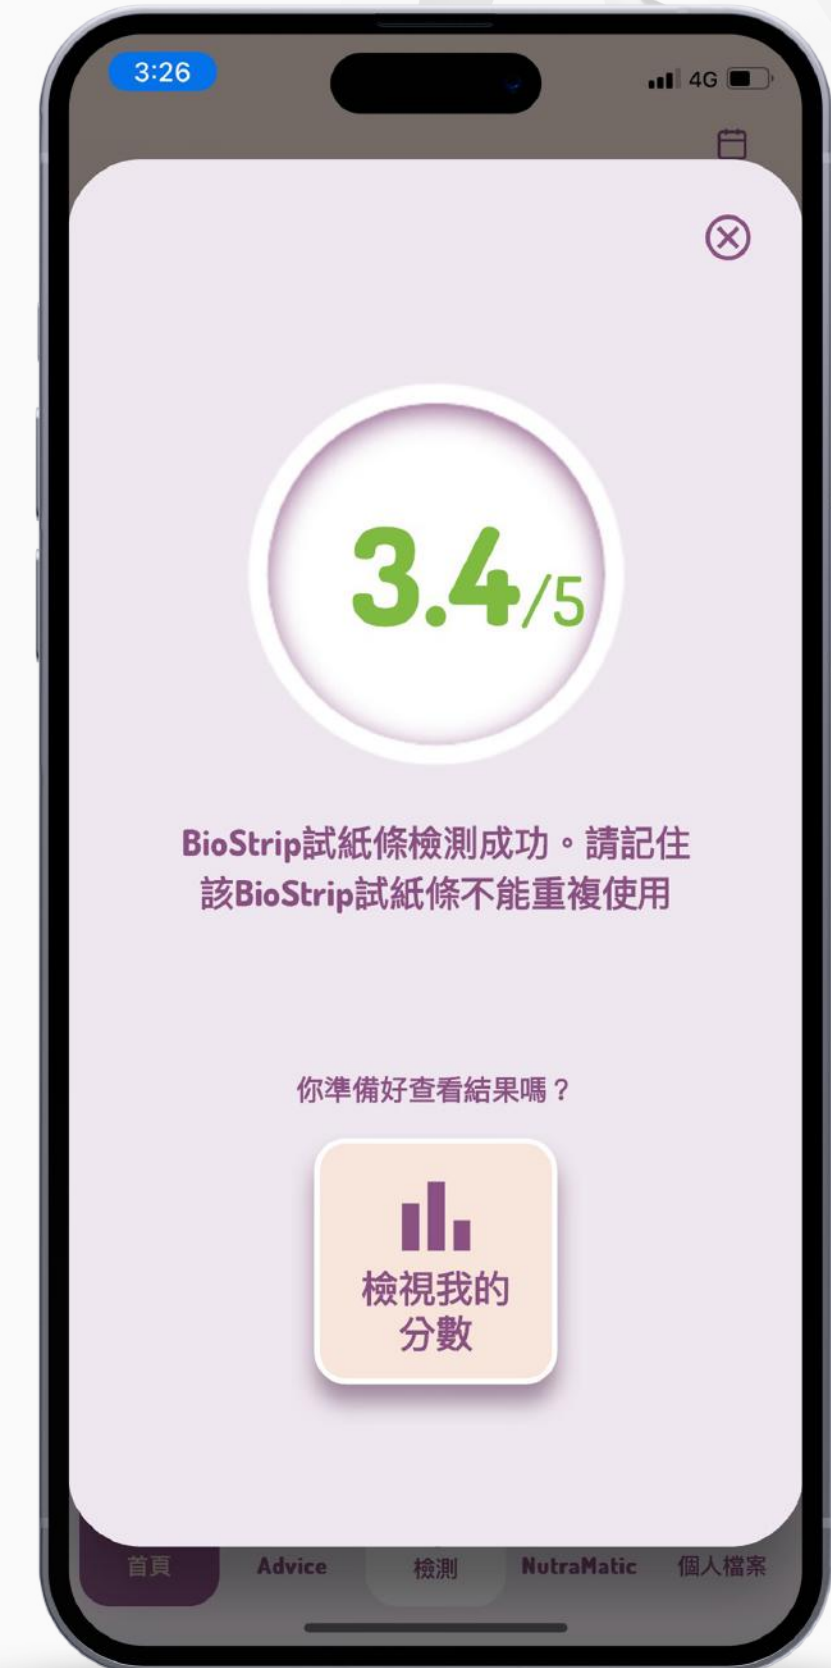 3:26
4G
3.4/5
BioStrip試紙條檢測成功。請記住
該BioStrip試紙條不能重複使用
你準備好查看結果嗎？
檢視我的
分數
首頁 Advice 檢測 NutraMatic 個人檔案